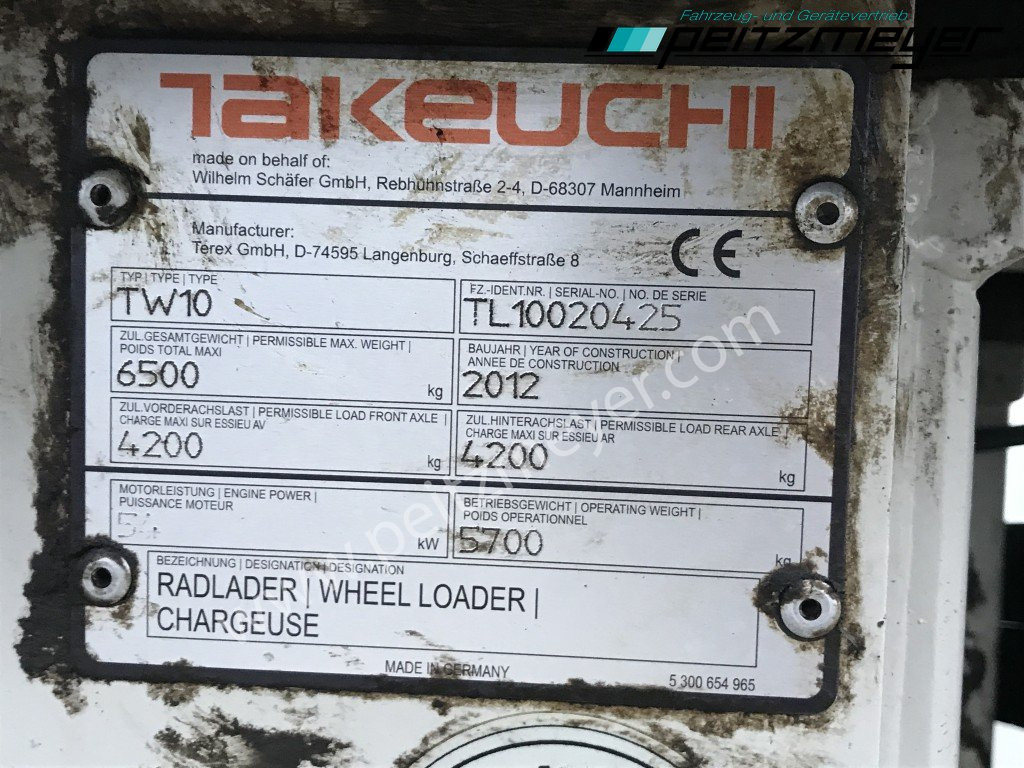 Fahrzeug- und Gerätevertrieb
peitzmeyer
TAKEUCHI
made on behalf of:
Wilhelm Schäfer GmbH, Rebhuhnstraße 2-4, D-68307 Mannheim
Manufacturer:
Terex GmbH, D-74595 Langenburg, Schaeffstraße 8
CE
TYP | TYPE | TYPE
TW10
FZ.-IDENT.NR. | SERIAL-NO. | NO. DE SERIE
TL10020425
ZUL.GESAMTGEWICHT | PERMISSIBLE MAX. WEIGHT |
POIDS TOTAL MAXI
6500 kg
BAUJAHR | YEAR OF CONSTRUCTION |
ANNEE DE CONSTRUCTION
2012
ZUL.VORDERACHSLAST | PERMISSIBLE LOAD FRONT AXLE |
CHARGE MAXI SUR ESSIEU AV
4200 kg
ZUL.HINTERACHSLAST | PERMISSIBLE LOAD REAR AXLE |
CHARGE MAXI SUR ESSIEU AR
4200 kg
MOTORLEISTUNG | ENGINE POWER |
PUISSANCE MOTEUR
kW
BETRIEBSGEWICHT | OPERATING WEIGHT |
POIDS OPERATIONNEL
5700 kg
BEZEICHNUNG | DESIGNATION | DESIGNATION
RADLADER | WHEEL LOADER |
CHARGEUSE
MADE IN GERMANY
5 300 654 965
www.peitzmeyer.com